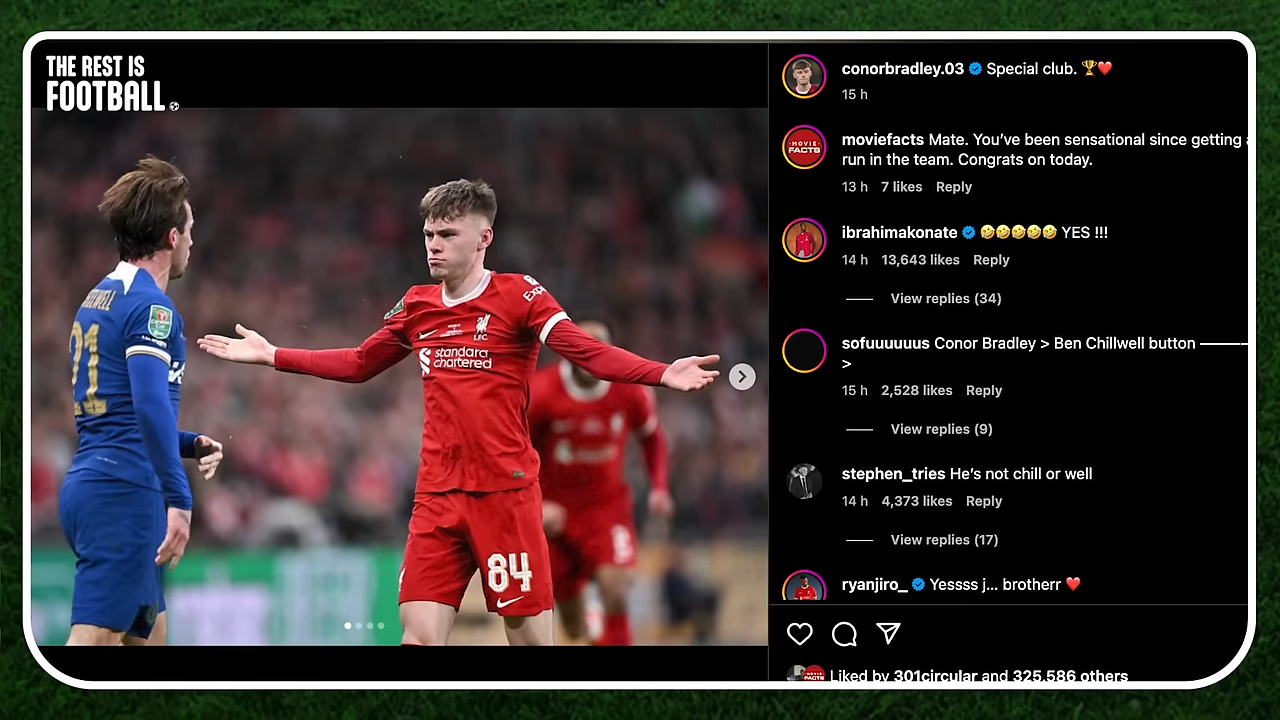 THE REST IS
FOOTBALL
conorbradley.03 Special club. 🏆❤️
15 h
MOVIE
FACTS
moviefacts Mate. You’ve been sensational since getting
run in the team. Congrats on today.
13 h 7 likes Reply
ibrahimakonate 🤣🤣🤣🤣🤣 YES !!!
14 h 13,643 likes Reply
View replies (34)
sofuuuuuus Conor Bradley > Ben Chillwell button ———
>
15 h 2,528 likes Reply
View replies (9)
stephen_tries He’s not chill or well
14 h 4,373 likes Reply
View replies (17)
ryanjiro_ Yessss j... brotherr ❤️
Liked by 301circular and 325,586 others
21
standard
chartered
L.F.C.
Exp
84